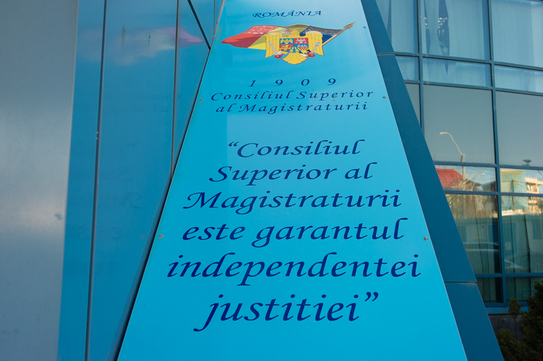 ROMÂNIA
1909
Consiliul Superior
al Magistraturii
“Consiliul
Superior al
Magistraturii
este garantul
independentei
justitiei”